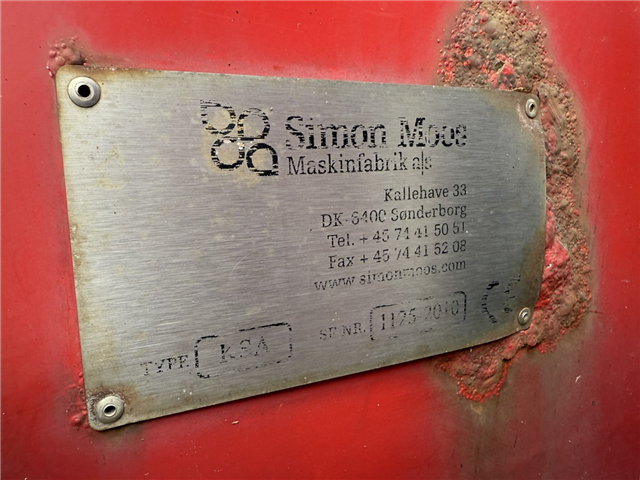 Simon Moos
Maskinfabrik a/s
Kallehave 33
DK-6400 Sønderborg
Tel. + 45 74 41 50 51
Fax + 45 74 41 52 08
www.simonmoos.com
TYPE KSA SE NR. 1125-2010